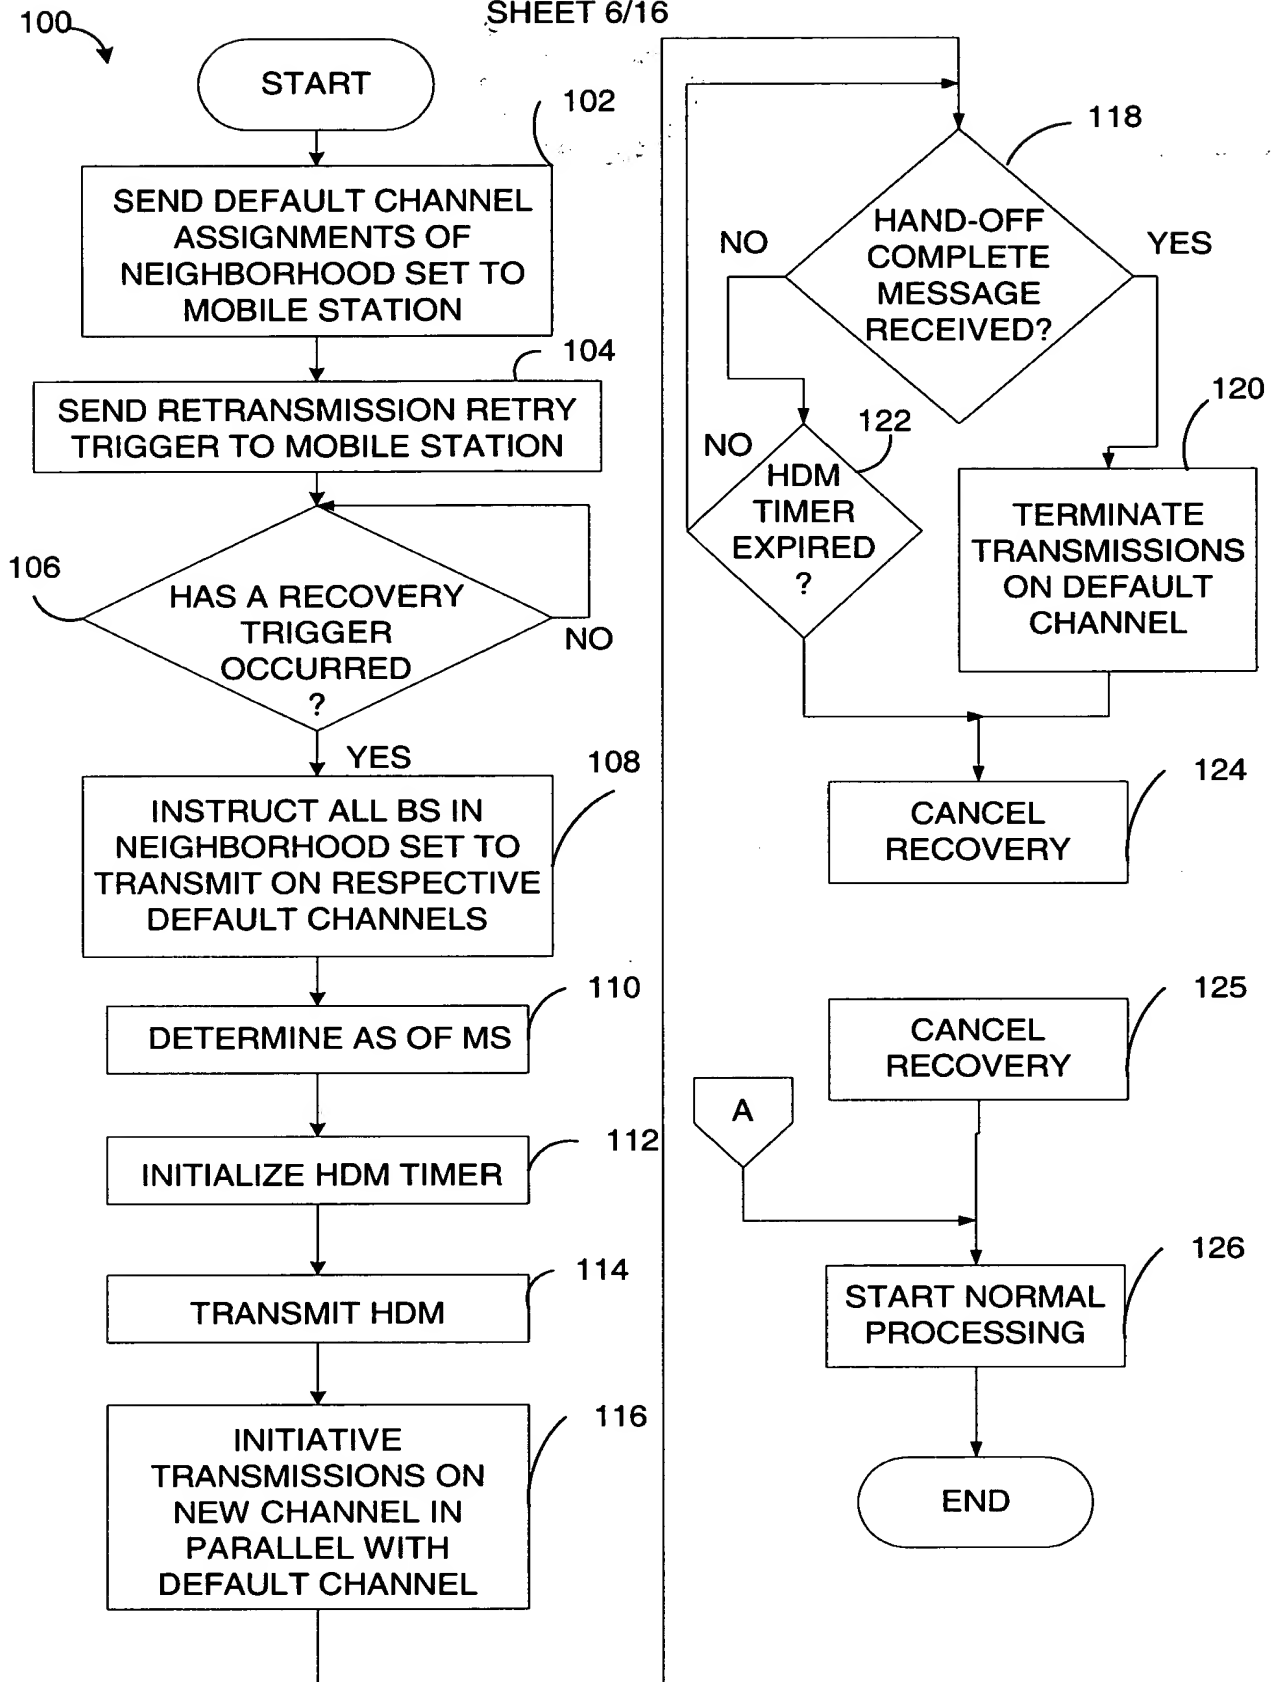 SHEET 6/16
100
START
102
SEND DEFAULT CHANNEL
ASSIGNMENTS OF
NEIGHBORHOOD SET TO
MOBILE STATION
104
SEND RETRANSMISSION RETRY
TRIGGER TO MOBILE STATION
106
HAS A RECOVERY
TRIGGER
OCCURRED
?
NO
YES
108
INSTRUCT ALL BS IN
NEIGHBORHOOD SET TO
TRANSMIT ON RESPECTIVE
DEFAULT CHANNELS
110
DETERMINE AS OF MS
112
INITIALIZE HDM TIMER
114
TRANSMIT HDM
116
INITIATIVE
TRANSMISSIONS ON
NEW CHANNEL IN
PARALLEL WITH
DEFAULT CHANNEL
118
HAND-OFF
COMPLETE
MESSAGE
RECEIVED?
NO
YES
120
TERMINATE
TRANSMISSIONS
ON DEFAULT
CHANNEL
122
NO
HDM
TIMER
EXPIRED
?
124
CANCEL
RECOVERY
125
CANCEL
RECOVERY
A
126
START NORMAL
PROCESSING
END